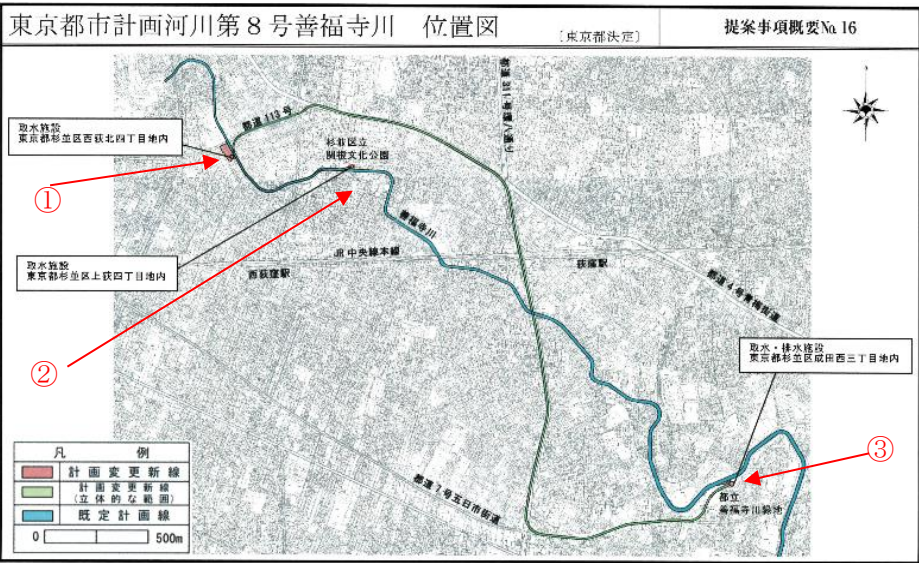 東京都市計画河川第8号善福寺川 位置図
［東京都決定］
提案事項概要No.16
取水施設
東京都杉並区西荻北四丁目地内
①
都道113号
杉並区立
関根文化公園
都道311号環八通り
②
善福寺川
JR中央線本線
西荻窪駅
荻窪駅
取水施設
東京都杉並区上荻四丁目地内
都道4号青梅街道
取水・排水施設
東京都杉並区成田西三丁目地内
③
都立
善福寺川緑地
都道7号五日市街道
凡 例
計画変更新線
計画変更新線
(立体的な範囲)
既定計画線
0 500m